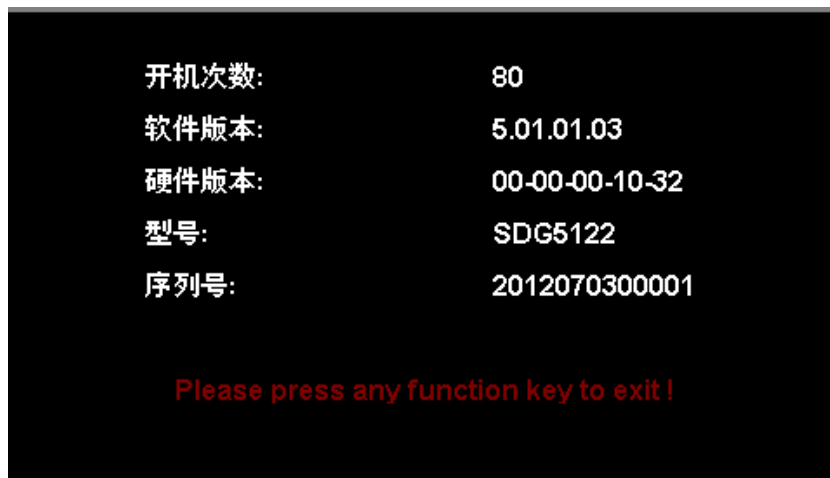 开机次数: 80
软件版本: 5.01.01.03
硬件版本: 00-00-00-10-32
型号: SDG5122
序列号: 2012070300001
Please press any function key to exit !